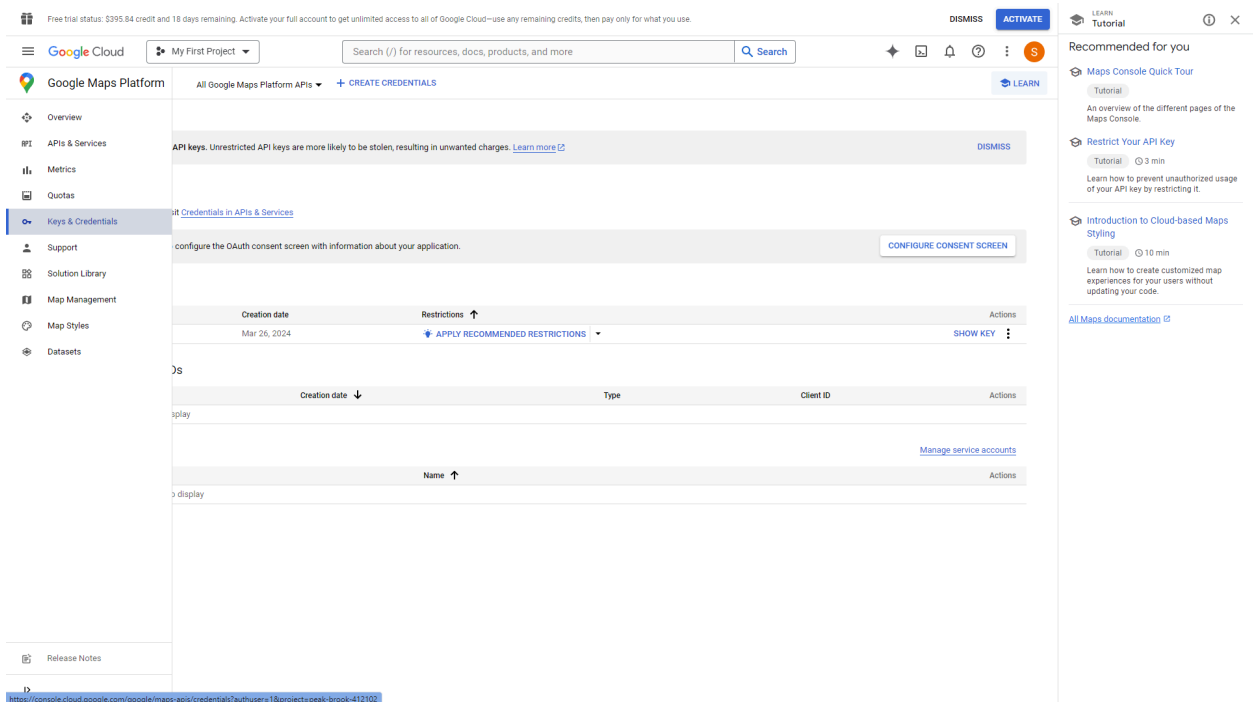 Free trial status: $395.84 credit and 18 days remaining. Activate your full account to get unlimited access to all of Google Cloud—use any remaining credits, then pay only for what you use.
DISMISS
ACTIVATE
Google Cloud
My First Project
Search (/) for resources, docs, products, and more
Search
S
Google Maps Platform
All Google Maps Platform APIs
+ CREATE CREDENTIALS
LEARN
Overview
API APIs & Services
Metrics
Quotas
Keys & Credentials
Support
Solution Library
Map Management
Map Styles
Datasets
Release Notes
API keys. Unrestricted API keys are more likely to be stolen, resulting in unwanted charges. Learn more
DISMISS
Credentials in APIs & Services
configure the OAuth consent screen with information about your application.
CONFIGURE CONSENT SCREEN
Creation date
Restrictions
Actions
Mar 26, 2024
APPLY RECOMMENDED RESTRICTIONS
SHOW KEY
Creation date
Type
Client ID
Actions
Manage service accounts
Name
Actions
display
https://console.cloud.google.com/google/maps-apis/credentials?authuser=1&project=peak-brook-412102
LEARN
Tutorial
Recommended for you
Maps Console Quick Tour
Tutorial
An overview of the different pages of the
Maps Console.
Restrict Your API Key
Tutorial
3 min
Learn how to prevent unauthorized usage
of your API key by restricting it.
Introduction to Cloud-based Maps
Styling
Tutorial
10 min
Learn how to create customized map
experiences for your users without
updating your code.
All Maps documentation